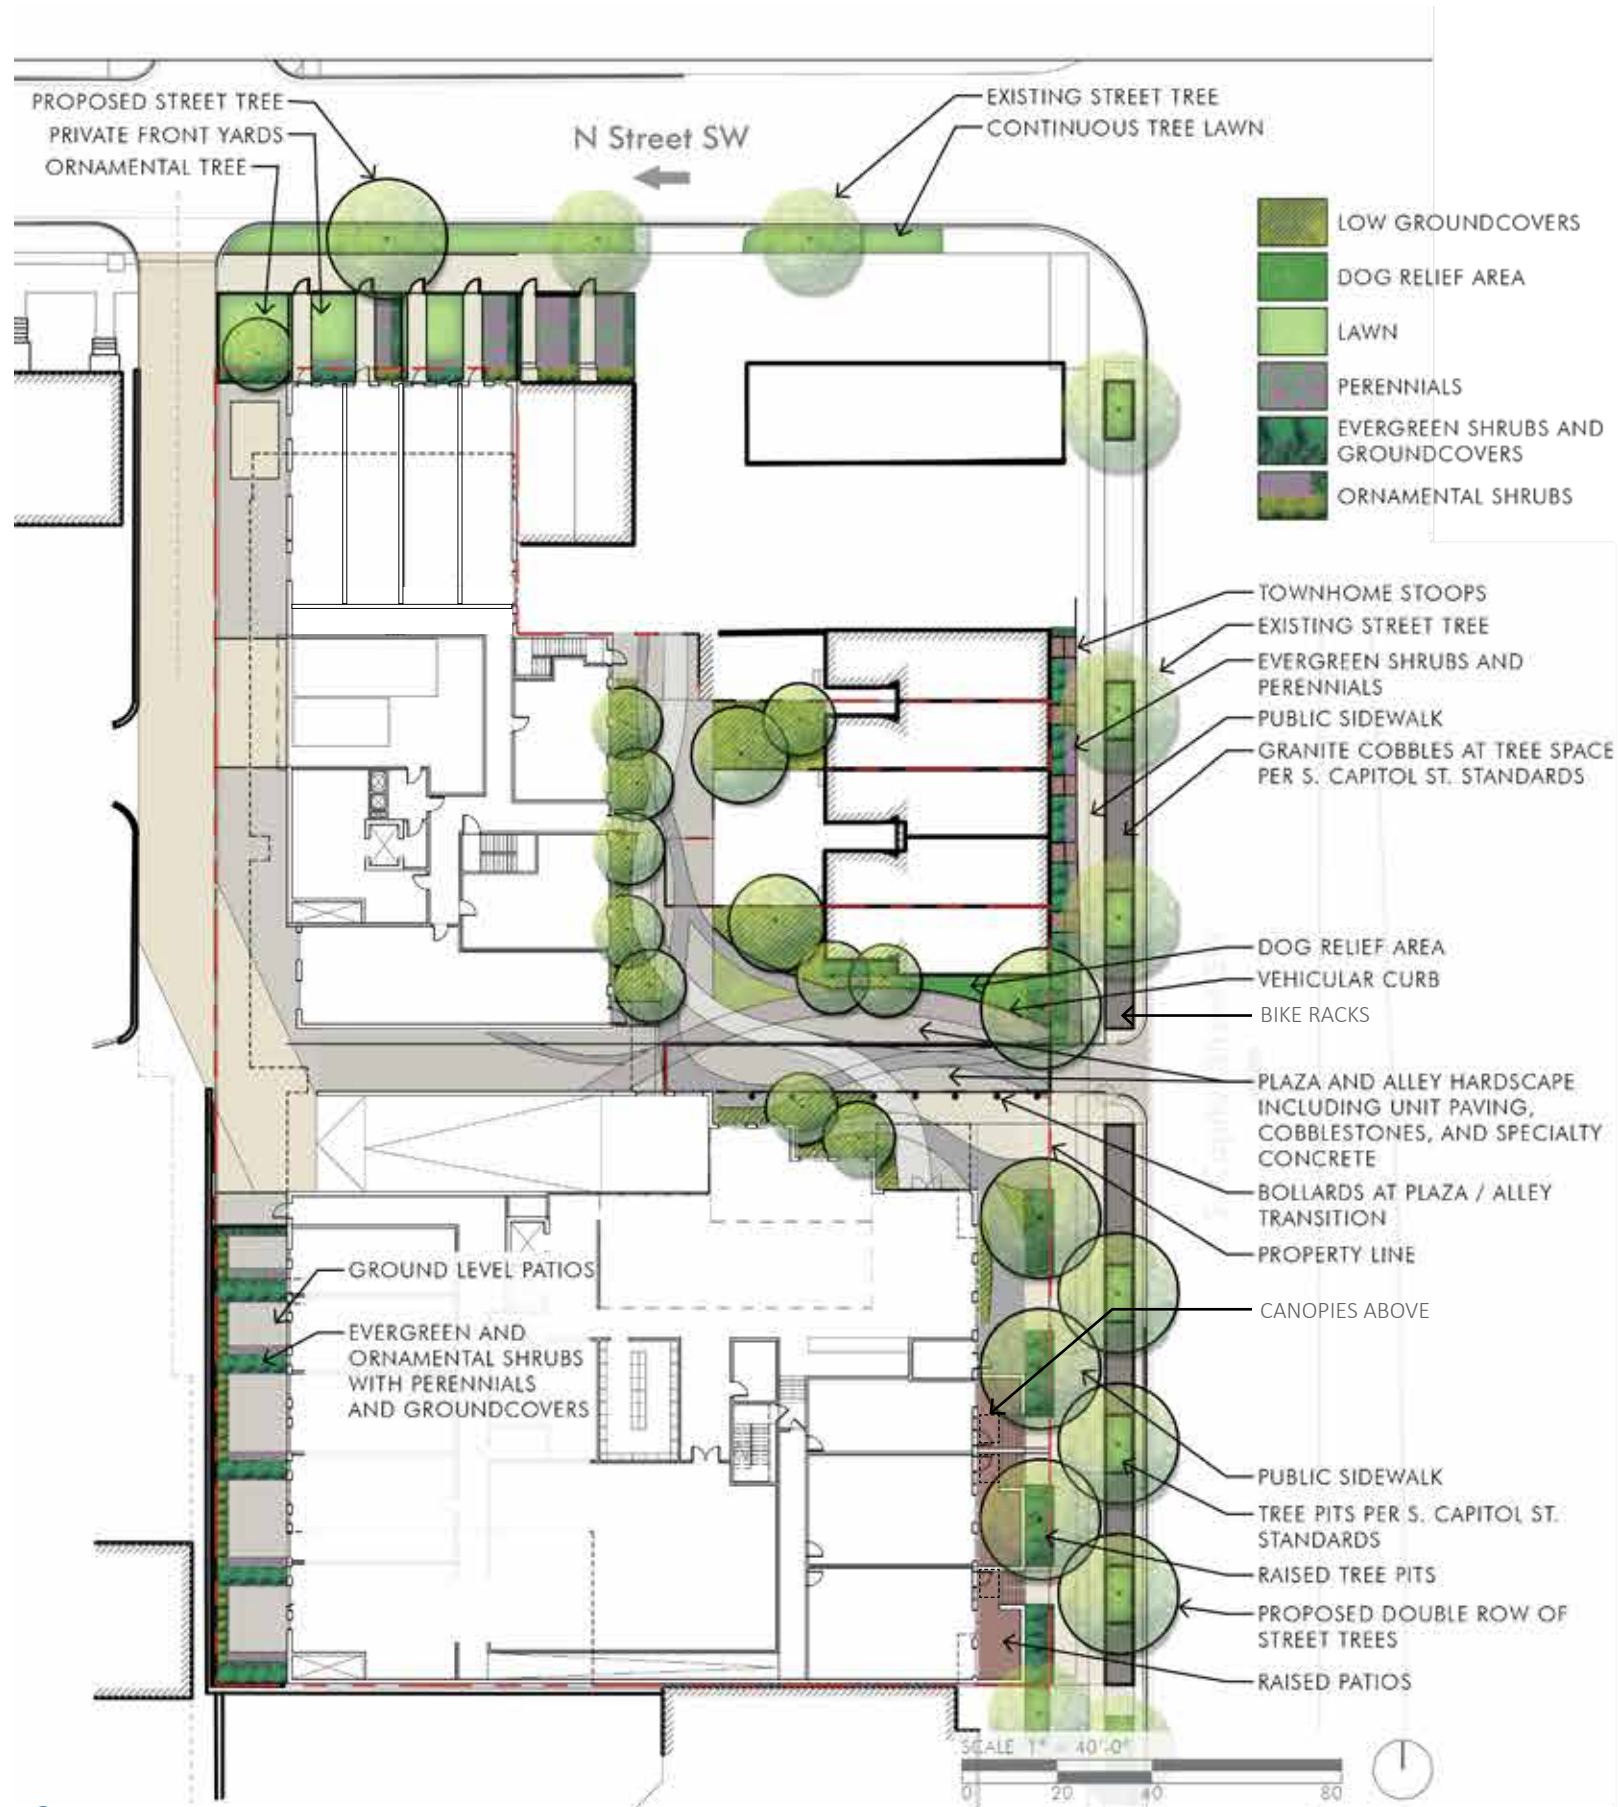 PROPOSED STREET TREE
PRIVATE FRONT YARDS
ORNAMENTAL TREE
N Street SW
EXISTING STREET TREE
CONTINUOUS TREE LAWN
LOW GROUNDCOVERS
DOG RELIEF AREA
LAWN
PERENNIALS
EVERGREEN SHRUBS AND
GROUNDCOVERS
ORNAMENTAL SHRUBS
TOWNHOME STOOPS
EXISTING STREET TREE
EVERGREEN SHRUBS AND
PERENNIALS
PUBLIC SIDEWALK
GRANITE COBBLES AT TREE SPACE
PER S. CAPITOL ST. STANDARDS
DOG RELIEF AREA
VEHICULAR CURB
BIKE RACKS
PLAZA AND ALLEY HARDSCAPE
INCLUDING UNIT PAVING,
COBBLESTONES, AND SPECIALTY
CONCRETE
BOLLARDS AT PLAZA / ALLEY
TRANSITION
PROPERTY LINE
GROUND LEVEL PATIOS
CANOPIES ABOVE
EVERGREEN AND
ORNAMENTAL SHRUBS
WITH PERENNIALS
AND GROUNDCOVERS
PUBLIC SIDEWALK
TREE PITS PER S. CAPITOL ST.
STANDARDS
RAISED TREE PITS
PROPOSED DOUBLE ROW OF
STREET TREES
RAISED PATIOS
SCALE 1" = 40'-0"
0 20 40 80